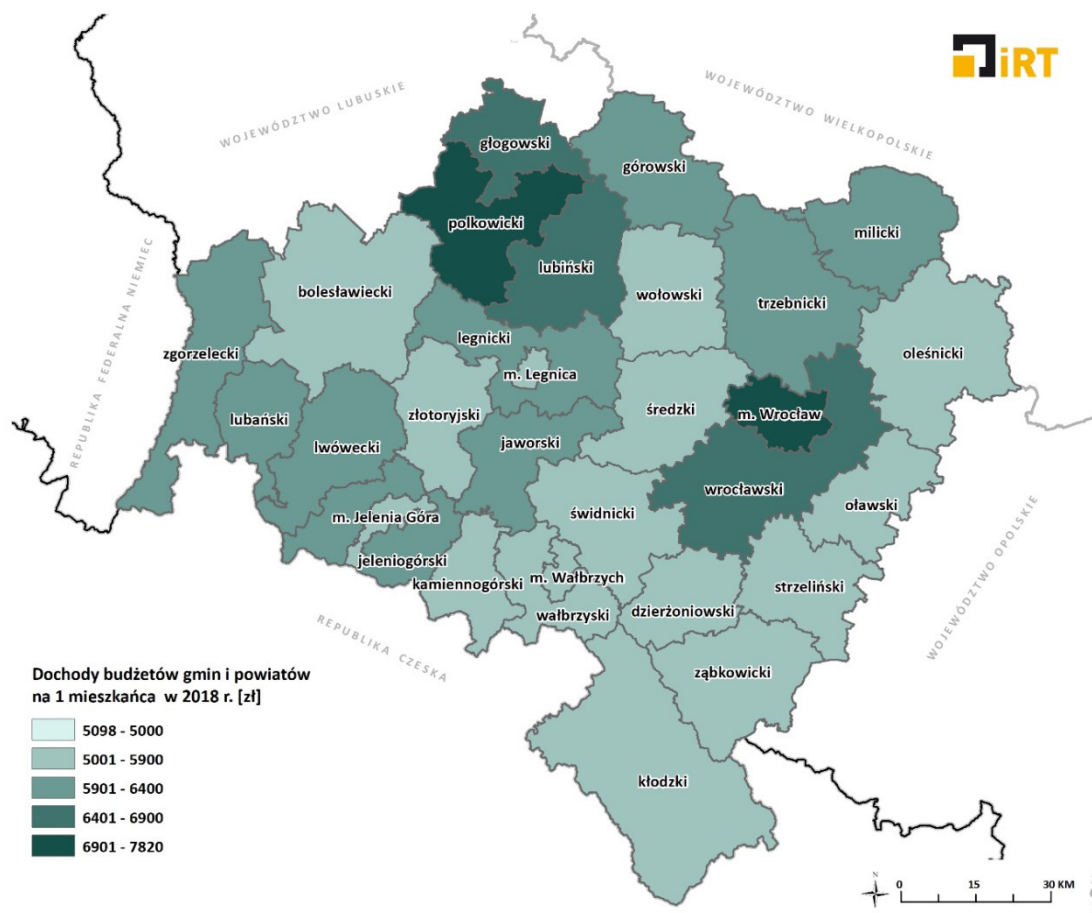 iRT
WOJEWÓDZTWO LUBUSKIE
WOJEWÓDZTWO WIELKOPOLSKIE
głogowski
górowski
polkowicki
milicki
lubiński
bolesławiecki
wołowski
trzebnicki
REPUBLIKA FEDERALNA NIEMIEC
legnicki
zgorzelecki
oleśnicki
m. Legnica
złotoryjski
średzki
m. Wrocław
lubański
jaworski
lwówecki
wrocławski
oławski
świdnicki
m. Jelenia Góra
jeleniogórski
kamiennogórski
m. Wałbrzych
strzeliński
wałbrzyski
dzierżoniowski
WOJEWÓDZTWO OPOLSKIE
REPUBLIKA CZESKA
ząbkowicki
kłodzki
Dochody budżetów gmin i powiatów
na 1 mieszkańca w 2018 r. [zł]
5098 - 5000
5001 - 5900
5901 - 6400
6401 - 6900
6901 - 7820
N
0 15 30 KM